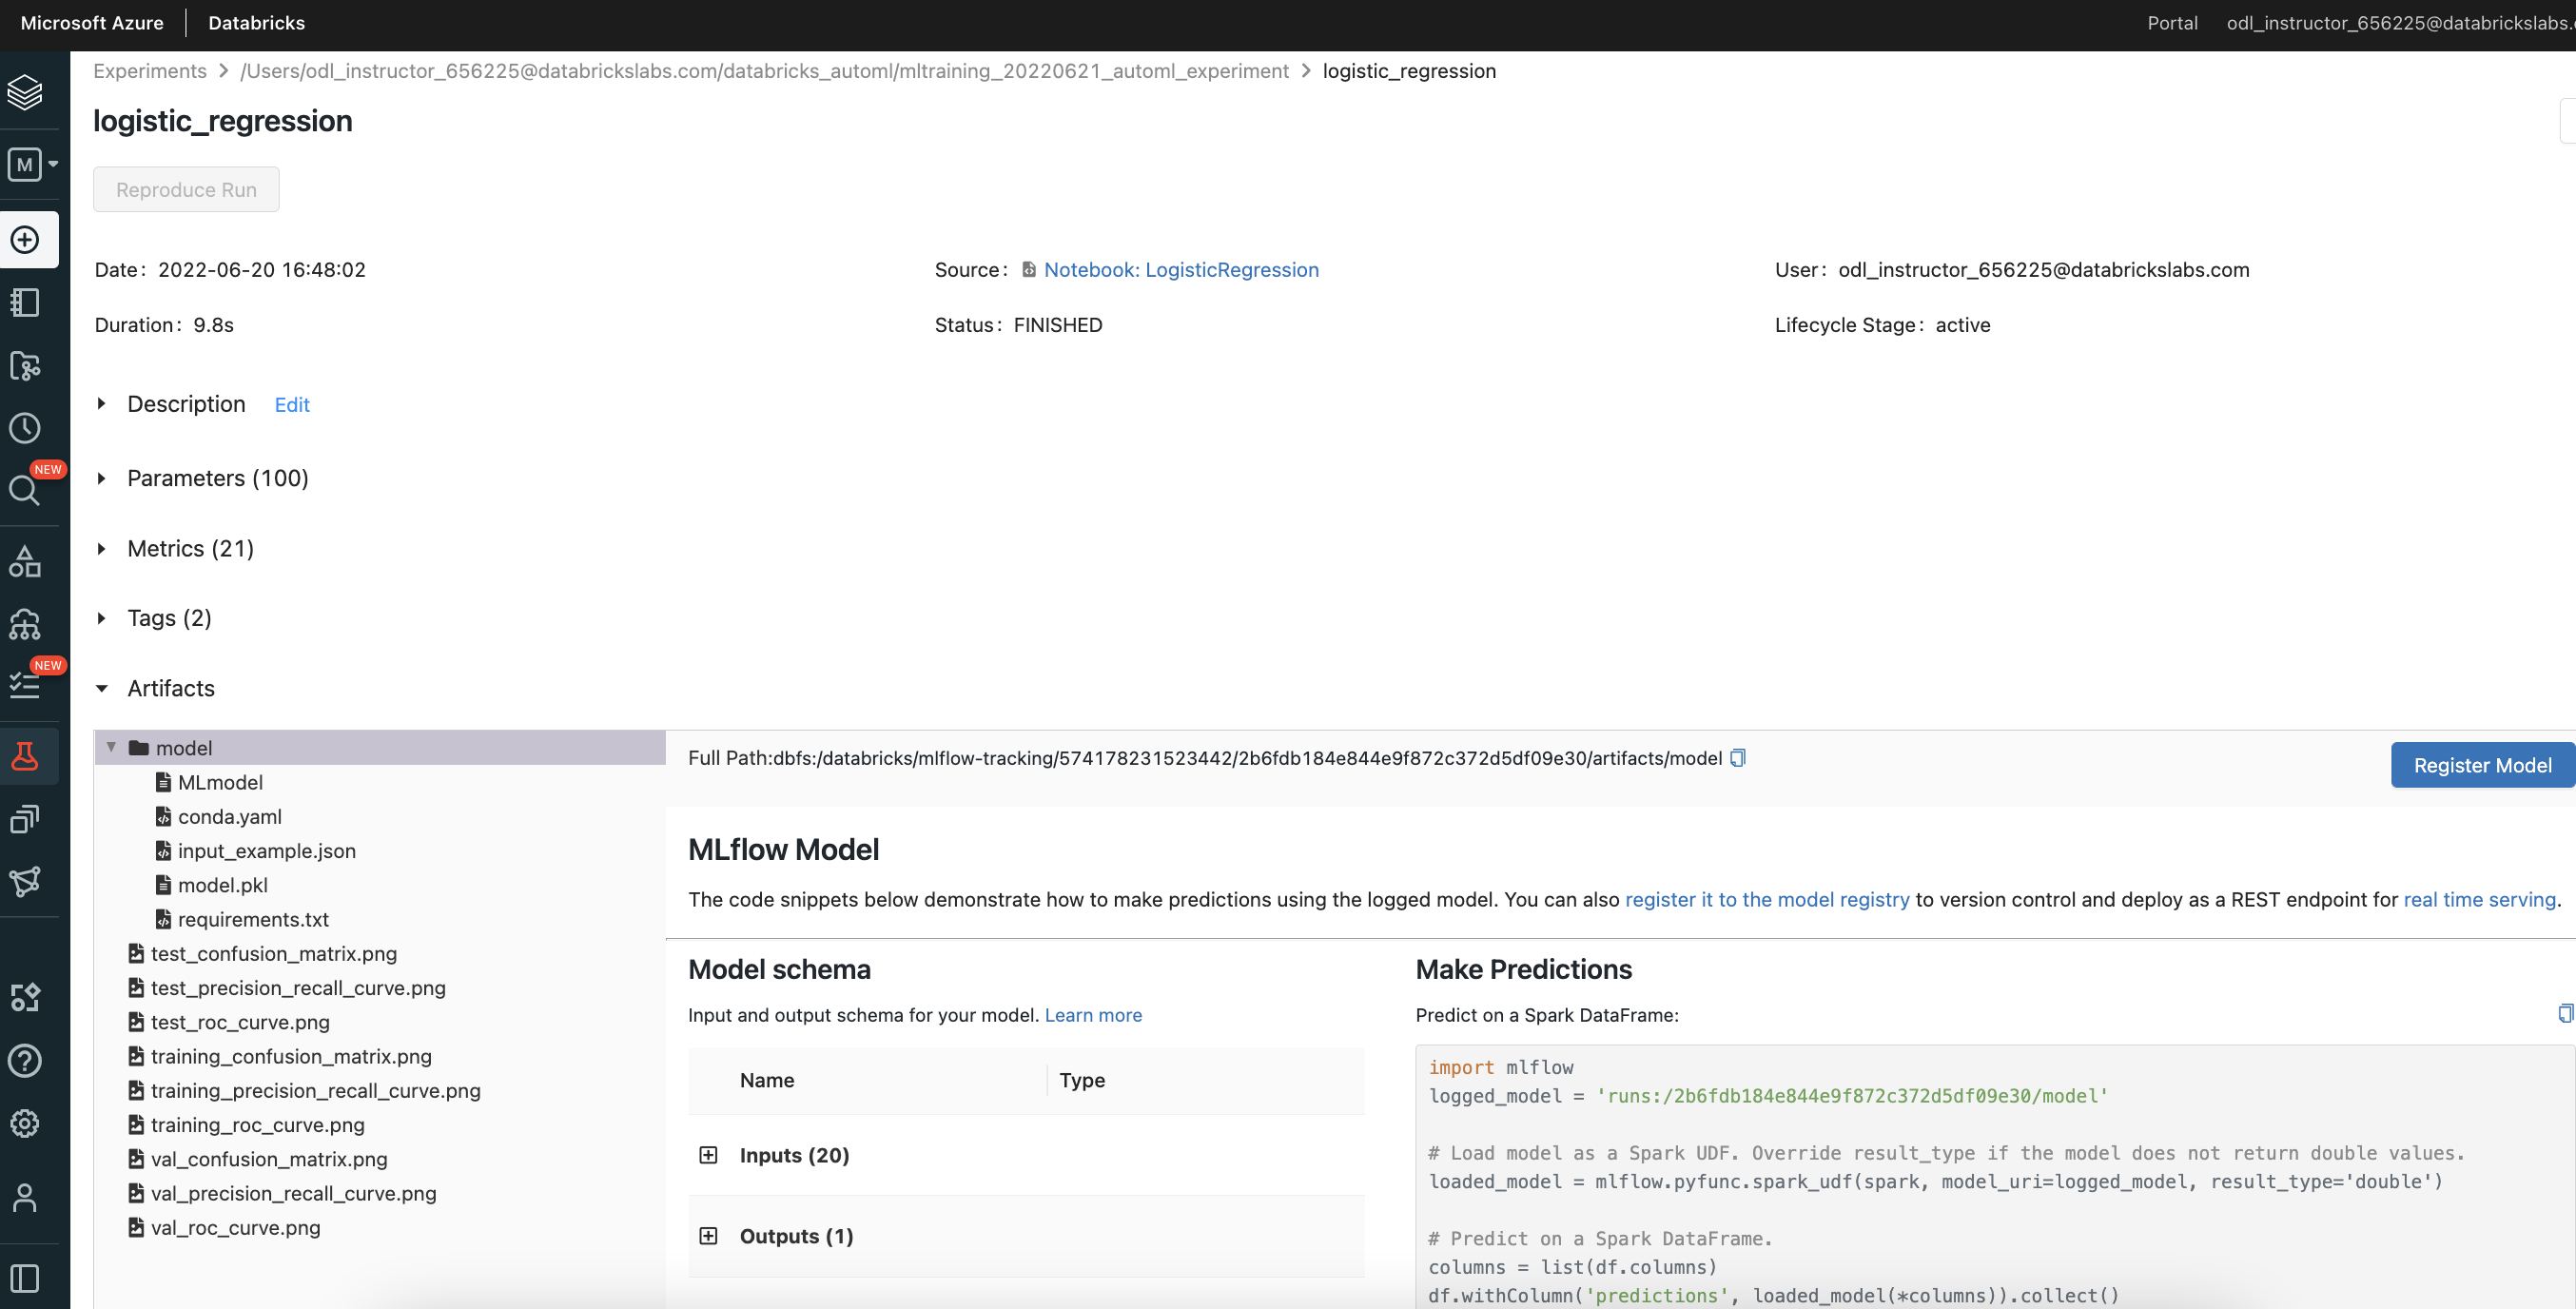 Microsoft Azure | Databricks Portal odl_instructor_656225@databrickslabs.
Experiments > /Users/odl_instructor_656225@databrickslabs.com/databricks_automl/mltraining_20220621_automl_experiment > logistic_regression
logistic_regression
M
Reproduce Run
Date: 2022-06-20 16:48:02 Source: Notebook: LogisticRegression User: odl_instructor_656225@databrickslabs.com
Duration: 9.8s Status: FINISHED Lifecycle Stage: active
Description Edit
NEW
Parameters (100)
Metrics (21)
Tags (2)
NEW
Artifacts
model
MLmodel
conda.yaml
input_example.json
model.pkl
requirements.txt
test_confusion_matrix.png
test_precision_recall_curve.png
test_roc_curve.png
training_confusion_matrix.png
training_precision_recall_curve.png
training_roc_curve.png
val_confusion_matrix.png
val_precision_recall_curve.png
val_roc_curve.png
Full Path:dbfs:/databricks/mlflow-tracking/574178231523442/2b6fdb184e844e9f872c372d5df09e30/artifacts/model
Register Model
MLflow Model
The code snippets below demonstrate how to make predictions using the logged model. You can also register it to the model registry to version control and deploy as a REST endpoint for real time serving.
Model schema
Input and output schema for your model. Learn more
Name Type
Inputs (20)
Outputs (1)
Make Predictions
Predict on a Spark DataFrame:
import mlflow
logged_model = 'runs:/2b6fdb184e844e9f872c372d5df09e30/model'
# Load model as a Spark UDF. Override result_type if the model does not return double values.
loaded_model = mlflow.pyfunc.spark_udf(spark, model_uri=logged_model, result_type='double')
# Predict on a Spark DataFrame.
columns = list(df.columns)
df.withColumn('predictions', loaded_model(*columns)).collect()